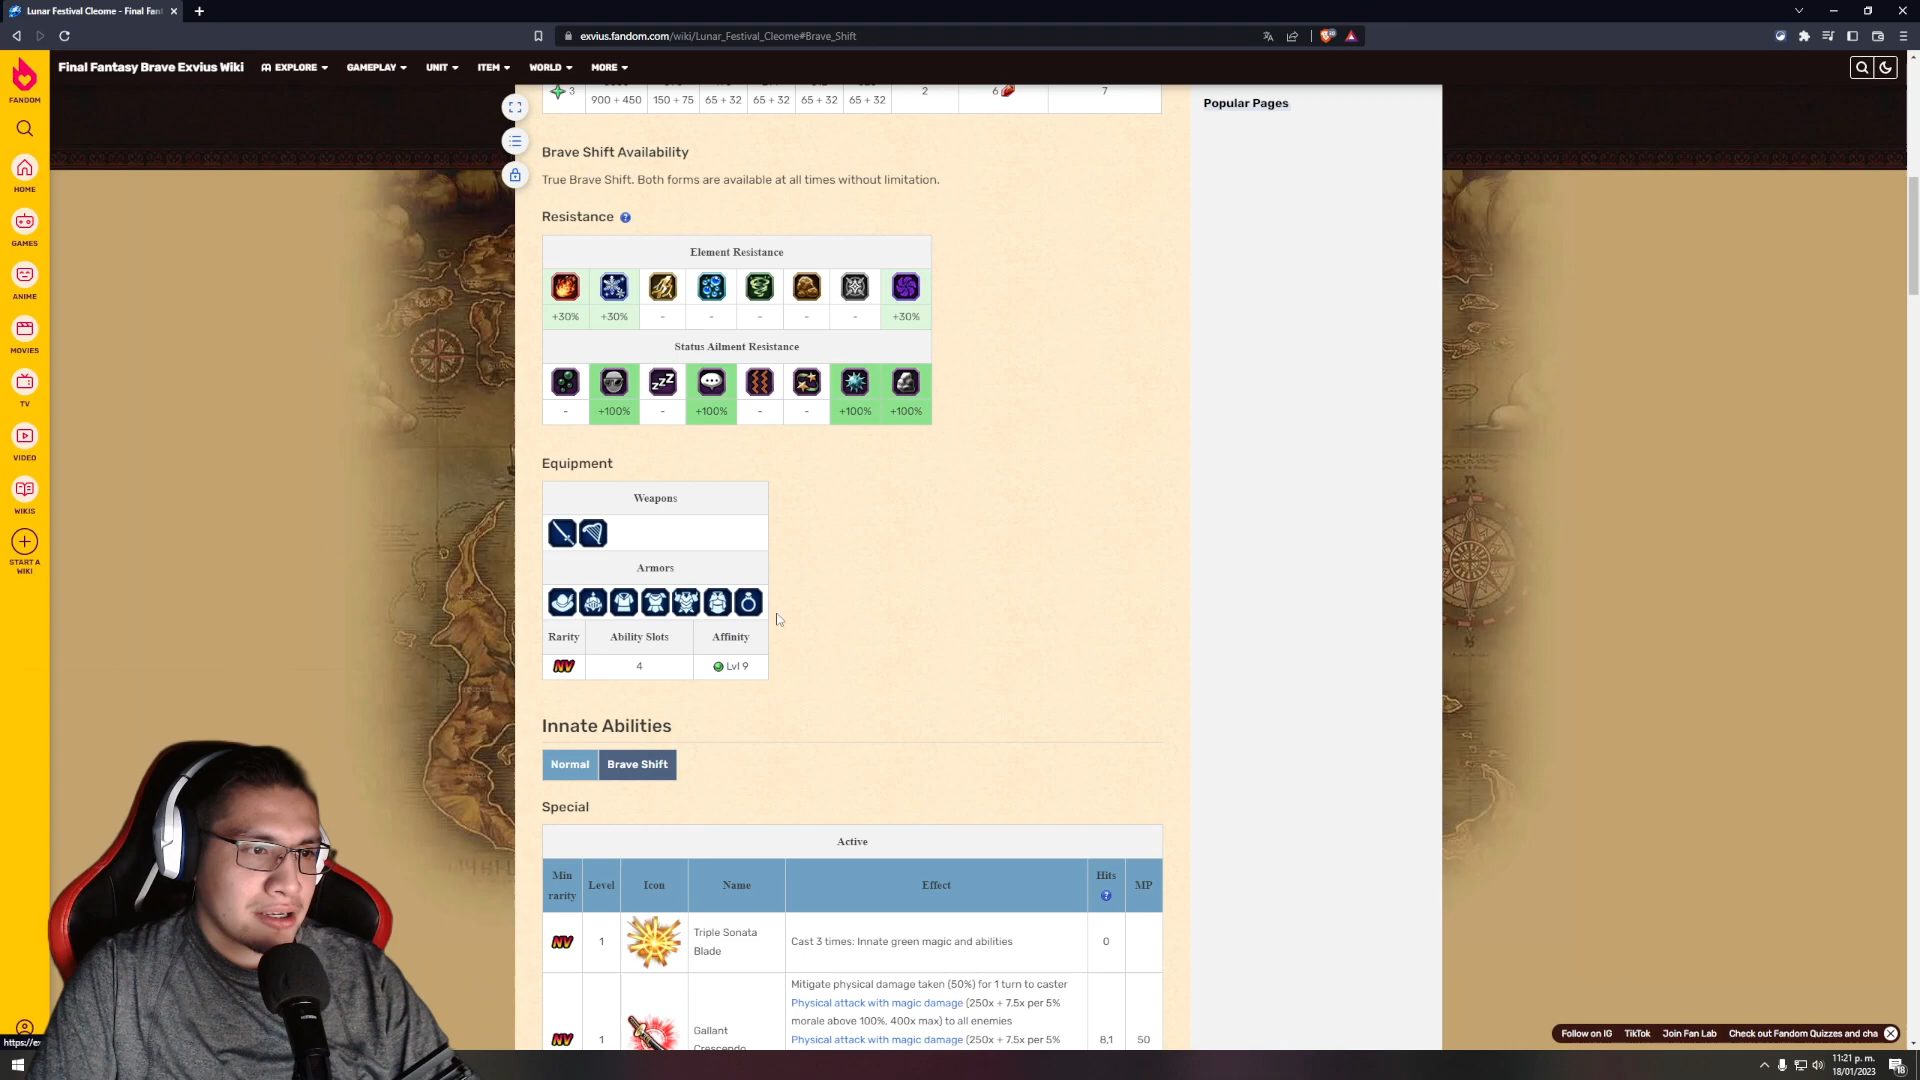 Lunar Festival Cleome - Final Fant
exvius.fandom.com/wiki/Lunar_Festival_Cleome#Brave_Shift
FANDOM
Final Fantasy Brave Exvius Wiki
EXPLORE
GAMEPLAY
UNIT
ITEM
WORLD
MORE
HOME
GAMES
ANIME
MOVIES
TV
VIDEO
WIKIS
START A
WIKI
3
900 + 450
150 + 75
65 + 32
65 + 32
65 + 32
65 + 32
2
6
7
Popular Pages
Brave Shift Availability
True Brave Shift. Both forms are available at all times without limitation.
Resistance
Element Resistance
+30% +30% - - - - - +30%
Status Ailment Resistance
zzZ
- +100% - +100% - - +100% +100%
Equipment
Weapons
Armors
Rarity Ability Slots Affinity
NV 4 Lvl 9
Innate Abilities
Normal Brave Shift
Special
Active
Min
rarity
Level Icon Name Effect
Hits
MP
NV 1
Triple Sonata
Blade
Cast 3 times: Innate green magic and abilities
0
NV 1
Gallant
Crescendo
Mitigate physical damage taken (50%) for 1 turn to caster
Physical attack with magic damage (250x + 7.5x per 5%
morale above 100%, 400x max) to all enemies
Physical attack with magic damage (250x + 7.5x per 5%
8,1 50
Follow on IG TikTok Join Fan Lab Check out Fandom Quizzes and cha
https://ex
11:21 p. m.
18/01/2023
18